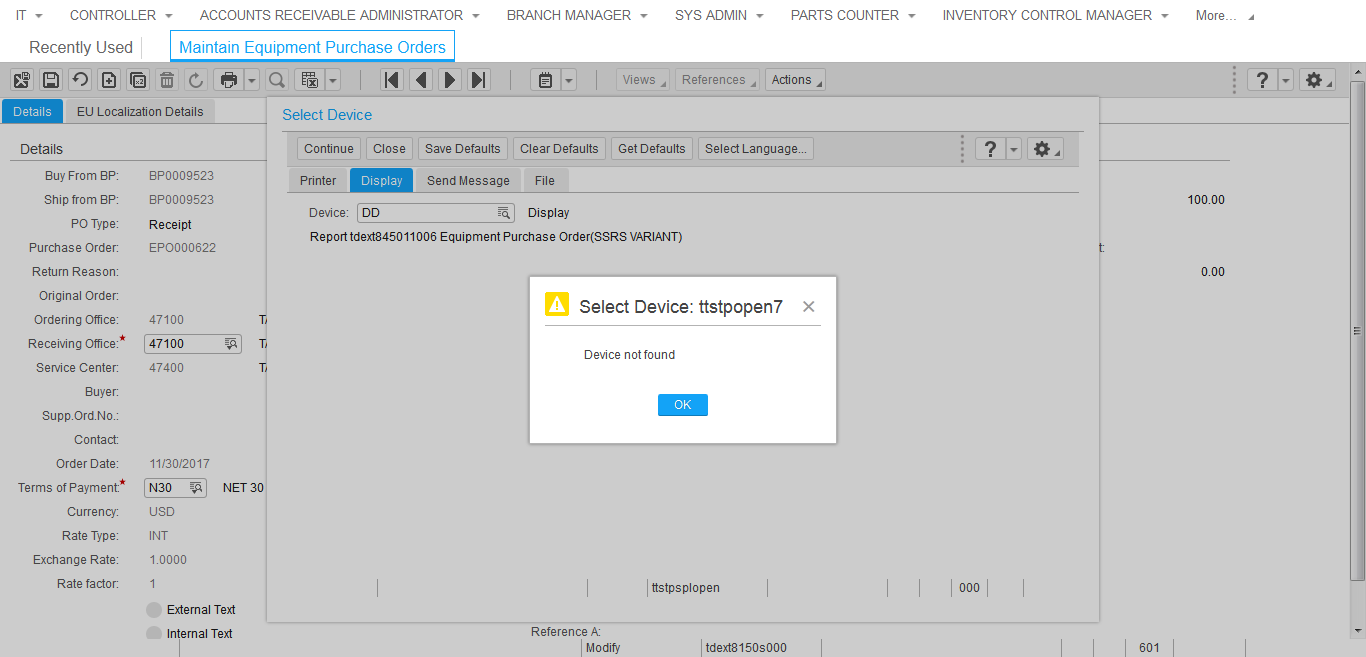 IT CONTROLLER ACCOUNTS RECEIVABLE ADMINISTRATOR BRANCH MANAGER SYS ADMIN PARTS COUNTER INVENTORY CONTROL MANAGER More...
Recently Used Maintain Equipment Purchase Orders
Views References Actions ?
Details EU Localization Details
Select Device
Continue Close Save Defaults Clear Defaults Get Defaults Select Language... ?
Printer Display Send Message File
Device: DD Display
Report tdext845011006 Equipment Purchase Order(SSRS VARIANT)
Select Device: ttstpopen7
Device not found
OK
ttstpsplopen 000
Details
Buy From BP: BP0009523
Ship from BP: BP0009523 100.00
PO Type: Receipt
Purchase Order: EPO000622 t:
Return Reason: 0.00
Original Order:
Ordering Office: 47100
Receiving Office:* 47100
Service Center: 47400
Buyer:
Supp.Ord.No.:
Contact:
Order Date: 11/30/2017
Terms of Payment:* N30 NET 30
Currency: USD
Rate Type: INT
Exchange Rate: 1.0000
Rate factor: 1
External Text
Internal Text
Reference A:
Modify tdext8150s000 601